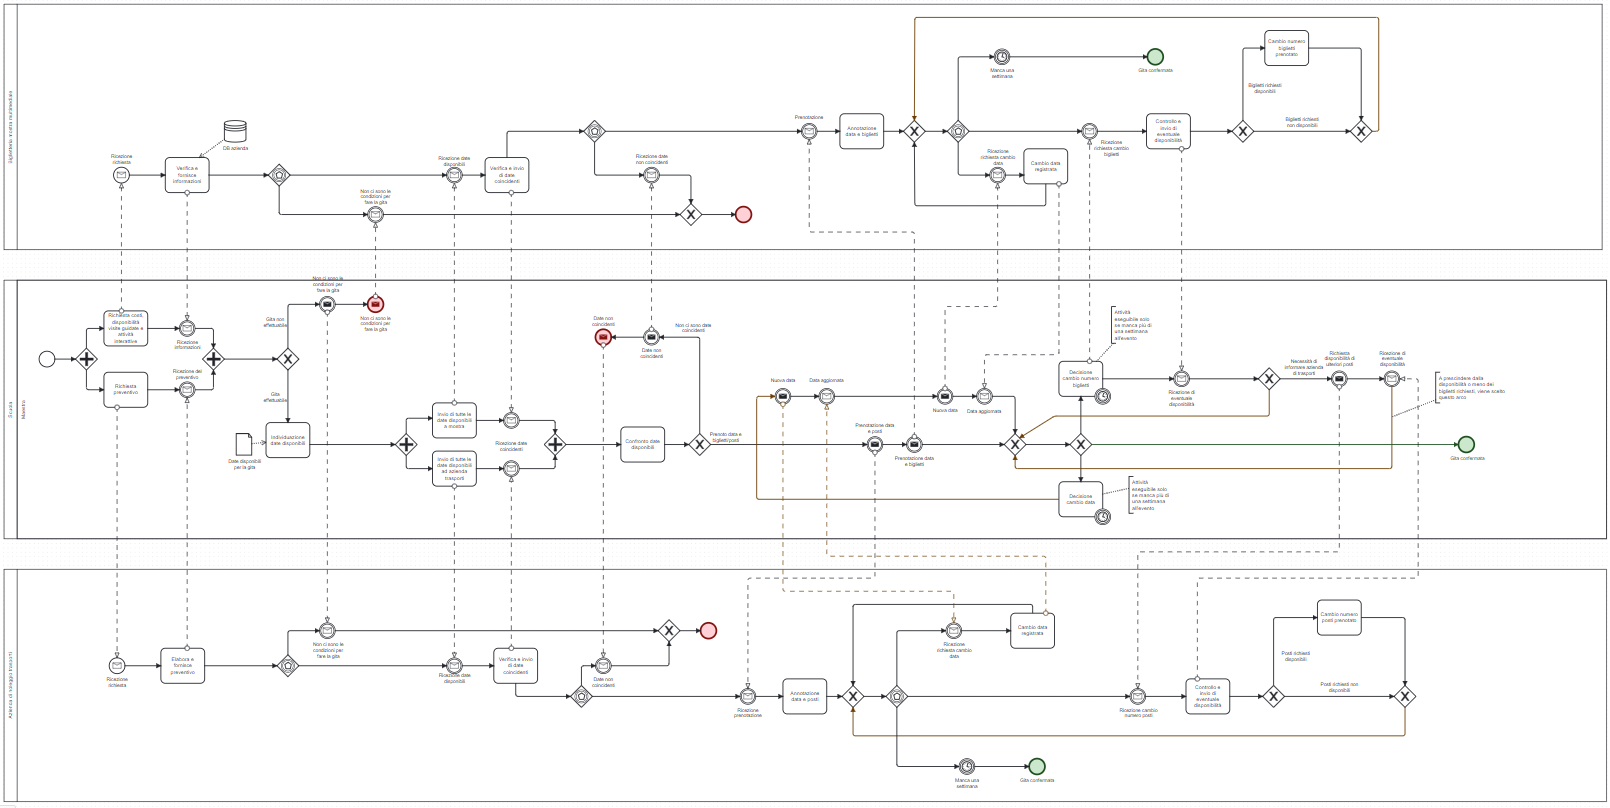 Biglietteria mostra multimediale
Ricezione
richiesta
Verifica e
fornisce
informazioni
DB azienda
Non ci sono le
condizioni per
fare la gita
Ricezione date
disponibili
Verifica e invio
di date
coincidenti
Ricezione date
non coincidenti
Prenotazione
Annotazione
data e biglietti
Manca una
settimana
Gita confermata
Ricezione
richiesta cambio
data
Cambio data
registrata
Ricezione
richiesta cambio
biglietti
Controllo e
invio di
eventuale
disponibilità
Biglietti richiesti
disponibili
Cambio numero
biglietti
prenotato
Biglietti richiesti
non disponibili
Scuola
Maestra
Richiesta costi,
disponibilità
visite guidate e
attività
interattive
Ricezione
informazioni
Richiesta
preventivo
Ricezione del
preventivo
Gita non
effettuabile
Gita
effettuabile
Non ci sono le
condizioni per
fare la gita
Non ci sono le
condizioni per
fare la gita
Date disponibili
per la gita
Individuazione
date disponibili
Invio di tutte le
date disponibili
a mostra
Invio di tutte le
date disponibili
ad azienda
trasporti
Ricezione date
coincidenti
Confronto date
disponibili
Date non
coincidenti
Date non
coincidenti
Non ci sono date
coincidenti
Prenoto data e
biglietti/posti
Nuova data
Data aggiornata
Prenotazione data
e posti
Prenotazione data
e biglietti
Nuova data
Data aggiornata
Decisione
cambio numero
biglietti
Attività
eseguibile solo
se manca più di
una settimana
all'evento
Decisione
cambio data
Attività
eseguibile solo
se manca più di
una settimana
all'evento
Ricezione di
eventuale
disponibilità
Necessità di
informare azienda
di trasporti
Richiesta
disponibilità di
ulteriori posti
Ricezione di
eventuale
disponibilità
A prescindere dalla
disponibilità o meno dei
biglietti richiesti, viene scelto
questo arco
Gita confermata
Azienda di noleggio trasporti
Ricezione
richiesta
Elabora e
fornisce
preventivo
Non ci sono le
condizioni per
fare la gita
Ricezione date
disponibili
Verifica e invio
di date
coincidenti
Date non
coincidenti
Ricezione
prenotazione
Annotazione
data e posti
Ricezione
richiesta cambio
data
Cambio data
registrata
Manca una
settimana
Gita confermata
Ricezione cambio
numero posti
Controllo e
invio di
eventuale
disponibilità
Posti richiesti
disponibili
Cambio numero
posti prenotato
Posti richiesti non
disponibili